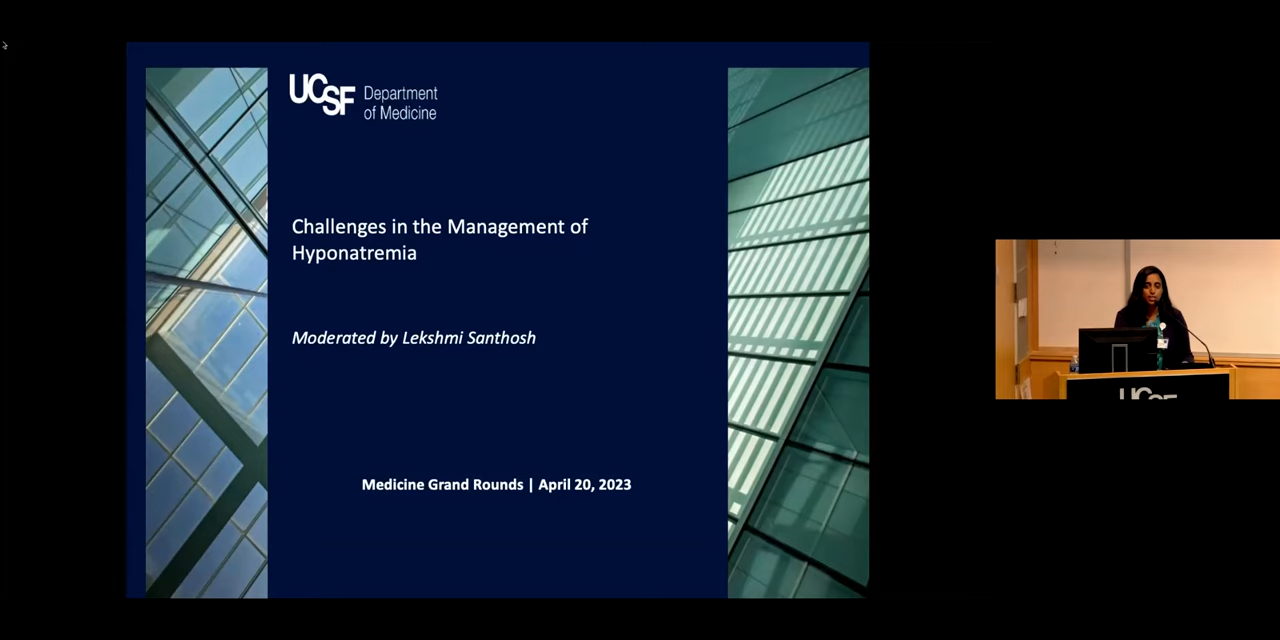 UCSF Department
of Medicine
Challenges in the Management of
Hyponatremia
Moderated by Lekshmi Santhosh
Medicine Grand Rounds | April 20, 2023
UCSF